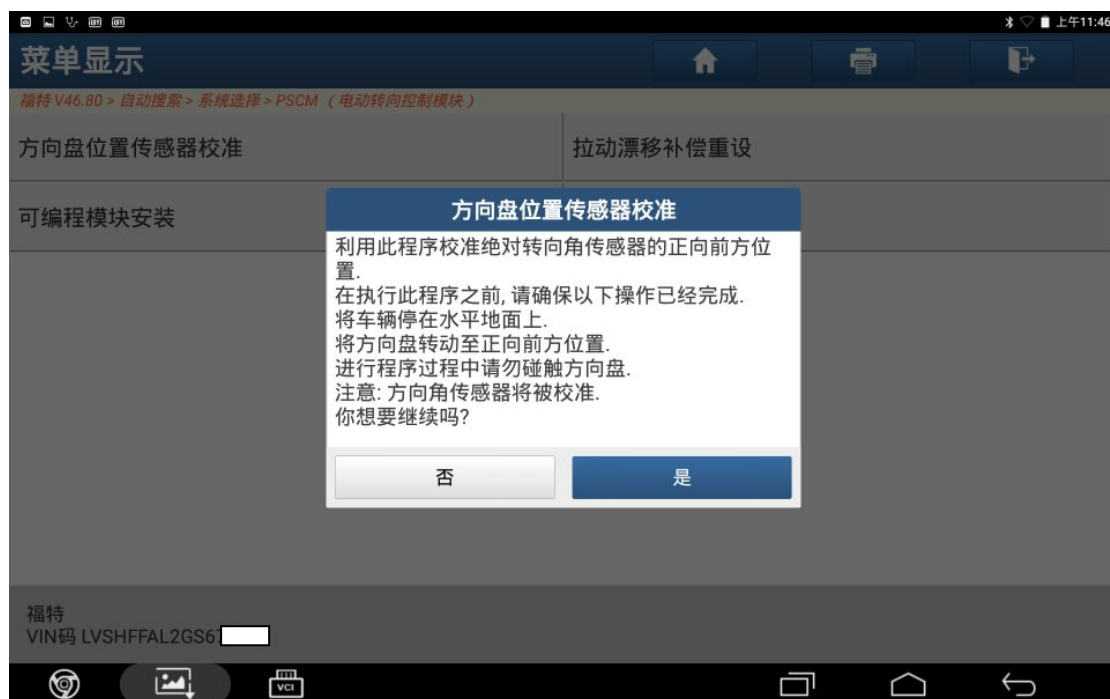 上午11:46
菜单显示
福特 V46.80 > 自动搜索 > 系统选择 > PSCM （电动转向控制模块）
方向盘位置传感器校准
拉动漂移补偿重设
可编程模块安装
方向盘位置传感器校准
利用此程序校准绝对转向角传感器的正向前方位
置.
在执行此程序之前, 请确保以下操作已经完成.
将车辆停在水平地面上.
将方向盘转动至正向前方位置.
进行程序过程中请勿碰触方向盘.
注意: 方向角传感器将被校准.
你想要继续吗?
否
是
福特
VIN码 LVSHFFAL2GS6
VCI